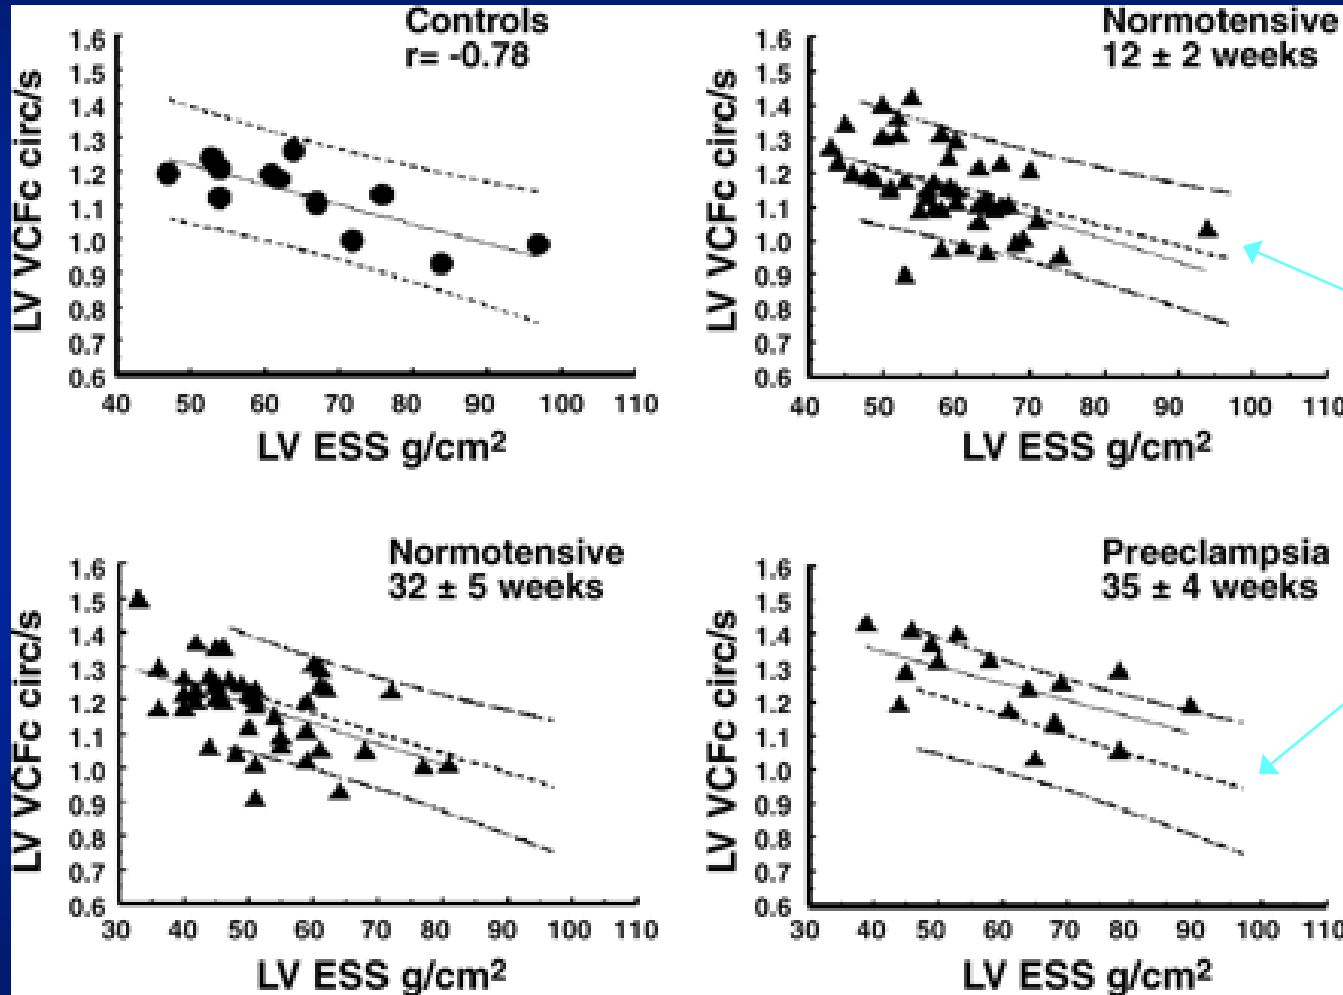 Controls
r= -0.78
LV VCFc circ/s
1.6
1.5
1.4
1.3
1.2
1.1
1.0
0.9
0.8
0.7
0.6
40 50 60 70 80 90 100 110
LV ESS g/cm²
Normotensive
12 ± 2 weeks
LV VCFc circ/s
1.6
1.5
1.4
1.3
1.2
1.1
1.0
0.9
0.8
0.7
0.6
40 50 60 70 80 90 100 110
LV ESS g/cm²
Normotensive
32 ± 5 weeks
LV VCFc circ/s
1.6
1.5
1.4
1.3
1.2
1.1
1.0
0.9
0.8
0.7
0.6
30 40 50 60 70 80 90 100 110
LV ESS g/cm²
Preeclampsia
35 ± 4 weeks
LV VCFc circ/s
1.6
1.5
1.4
1.3
1.2
1.1
1.0
0.9
0.8
0.7
0.6
30 40 50 60 70 80 90 100 110
LV ESS g/cm²